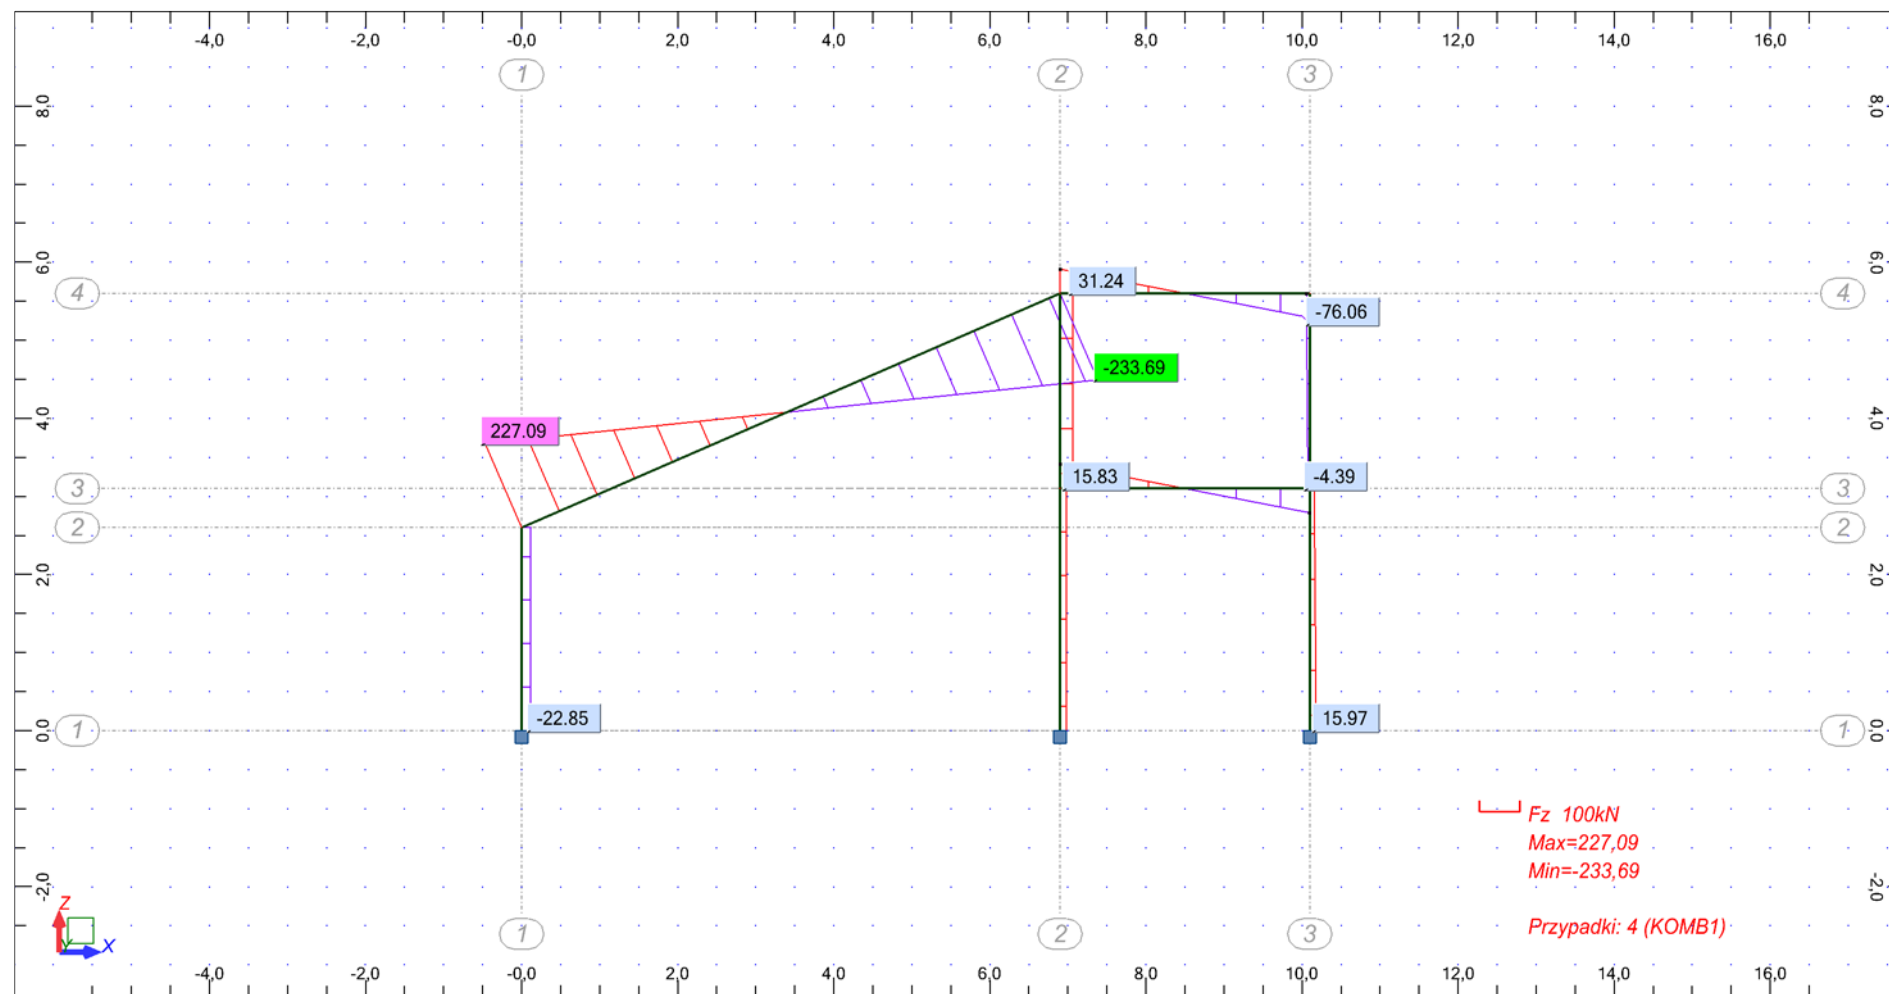 -4,0 -2,0 -0,0 2,0 4,0 6,0 8,0 10,0 12,0 14,0 16,0
1 2 3
8,0 8,0
6,0 6,0
31.24
4 4
-76.06
-233.69
4,0 4,0
227.09
15.83 -4.39
3 3
2 2
2,0 2,0
-22.85 15.97
0,0 1 1 0,0
Fz 100kN
Max=227,09
Min=-233,69
-2,0 -2,0
Przypadki: 4 (KOMB1)
1 2 3
Z
Y X
-4,0 -2,0 -0,0 2,0 4,0 6,0 8,0 10,0 12,0 14,0 16,0